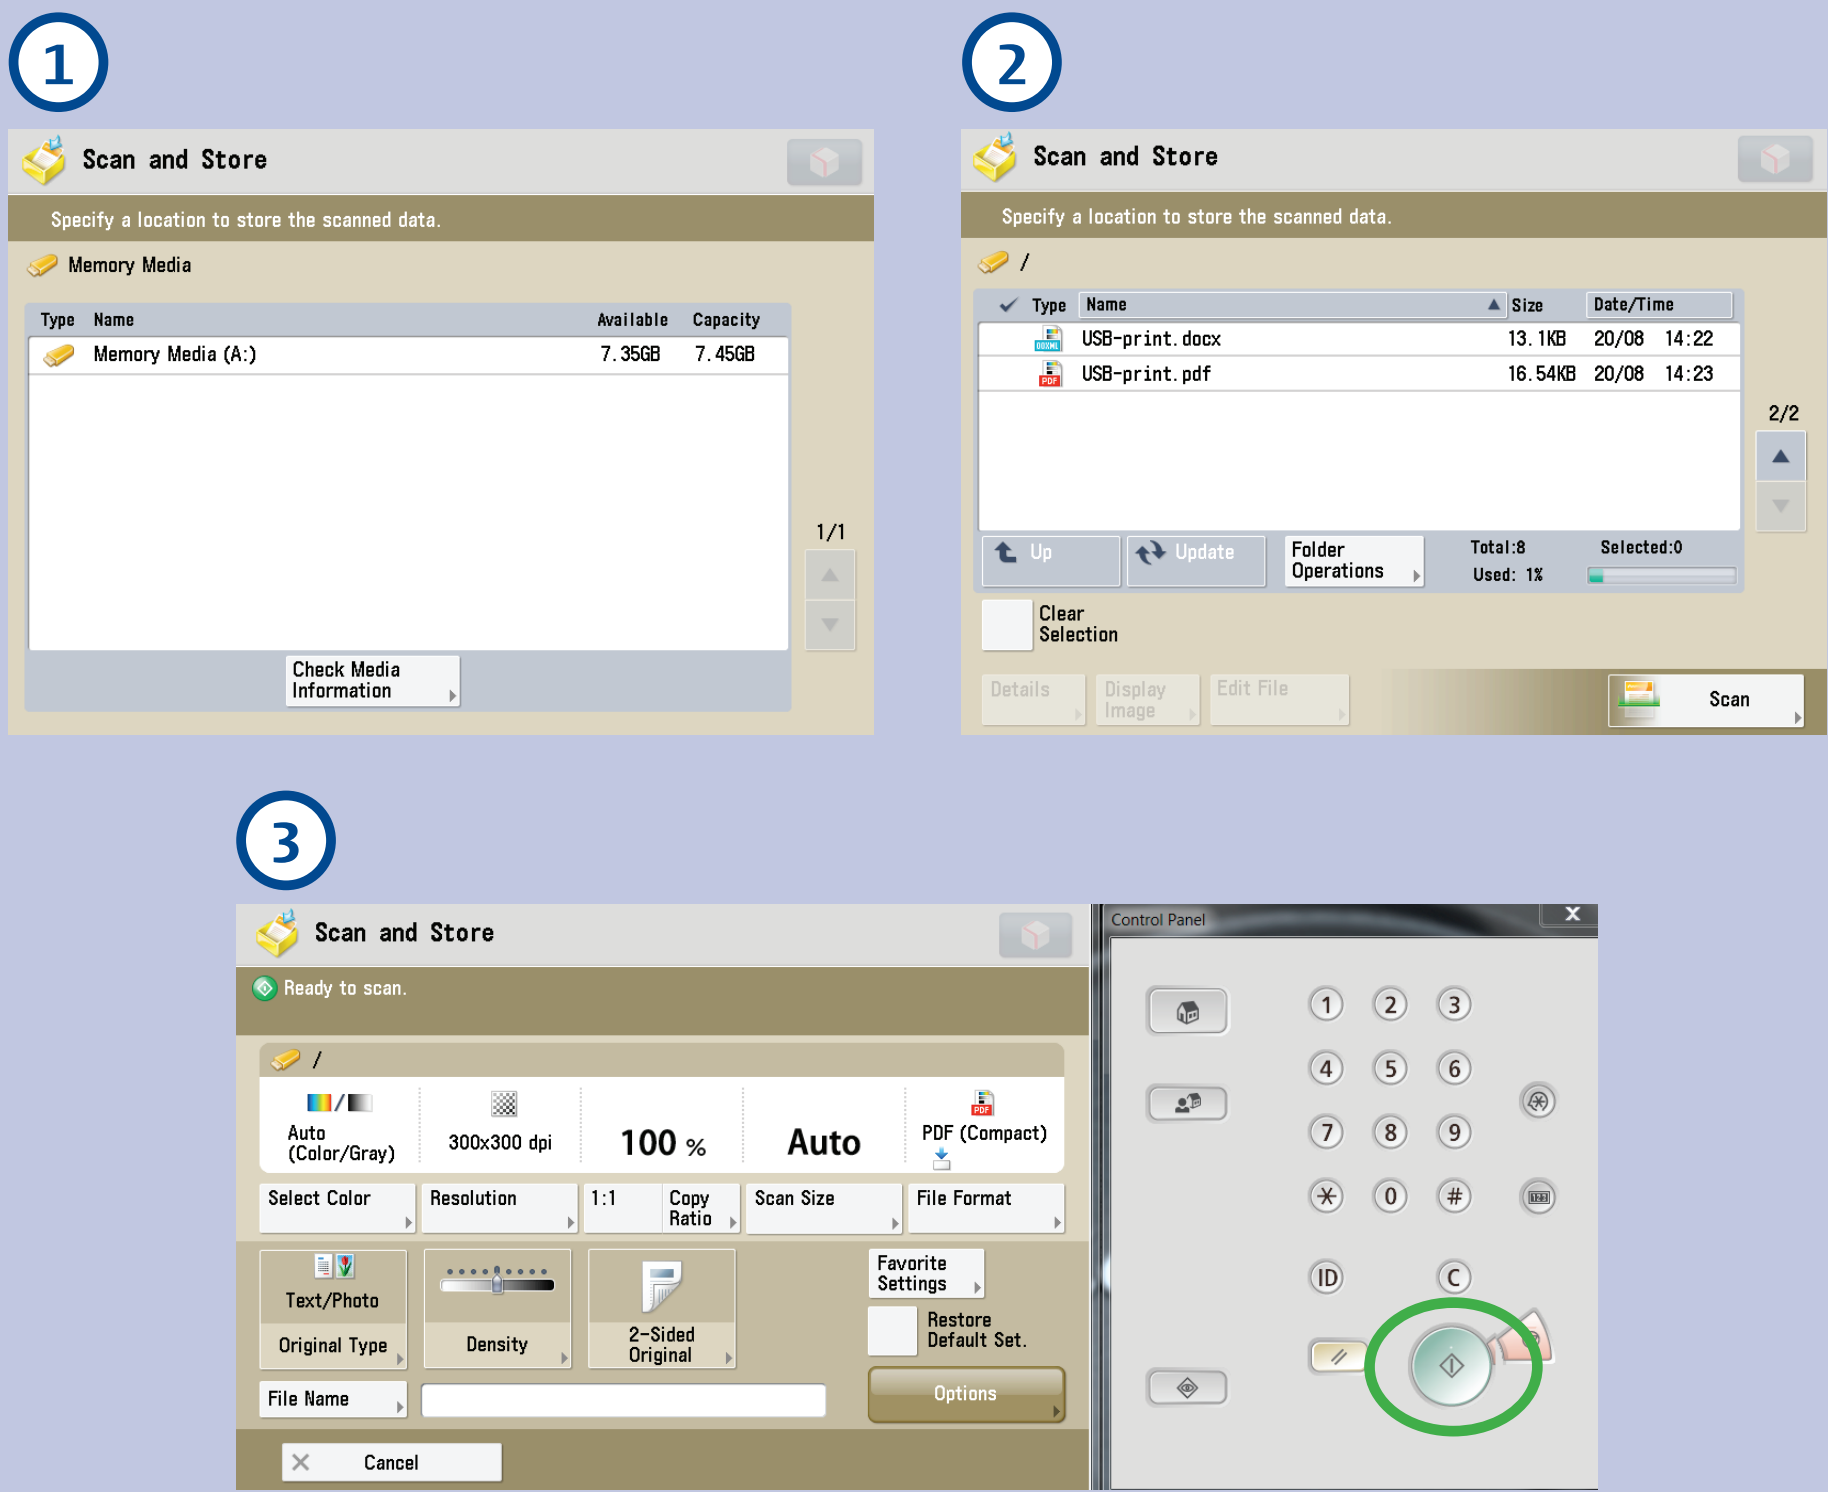 1
Scan and Store
Specify a location to store the scanned data.
Memory Media
Type Name Available Capacity
Memory Media (A:) 7.35GB 7.45GB
1/1
Check Media
Information
2
Scan and Store
Specify a location to store the scanned data.
/
Type Name Size Date/Time
DOXML USB-print.docx 13.1KB 20/08 14:22
PDF USB-print.pdf 16.54KB 20/08 14:23
2/2
Up Update Folder
Operations
Total:8 Selected:0
Used: 1%
Clear
Selection
Details Display
Image Edit File
Scan
3
Scan and Store
Ready to scan.
/
Auto
(Color/Gray)
300x300 dpi
100 %
Auto
PDF
PDF (Compact)
Select Color
Resolution
1:1
Copy
Ratio
Scan Size
File Format
Text/Photo
Original Type
Density
2-Sided
Original
Favorite
Settings
Restore
Default Set.
File Name
Options
Cancel
Control Panel
X
1 2 3
4 5 6
7 8 9
0 #
123
ID C